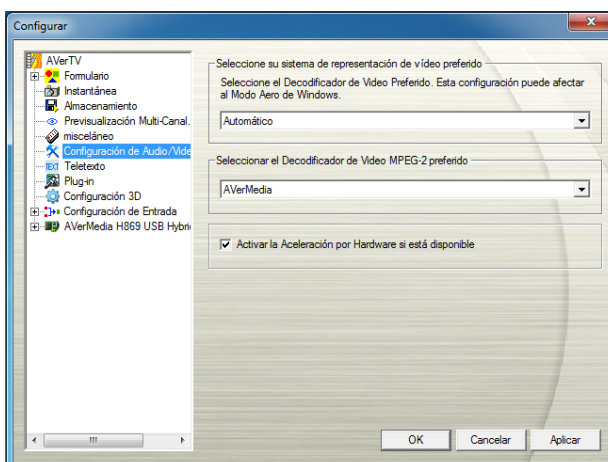 Configurar
AVerTV
Formulario
Instantánea
Almacenamiento
Previsualización Multi-Canal.
misceláneo
Configuración de Audio/Vide
TEXT Teletexto
Plug-in
Configuración 3D
Configuración de Entrada
AVerMedia H869 USB Hybri
Seleccione su sistema de representación de vídeo preferido
Seleccione el Decodificador de Video Preferido. Esta configuración puede afectar
al Modo Aero de Windows.
Automático
Seleccionar el Decodificador de Video MPEG-2 preferido
AVerMedia
Activar la Aceleración por Hardware si está disponible
OK
Cancelar
Aplicar